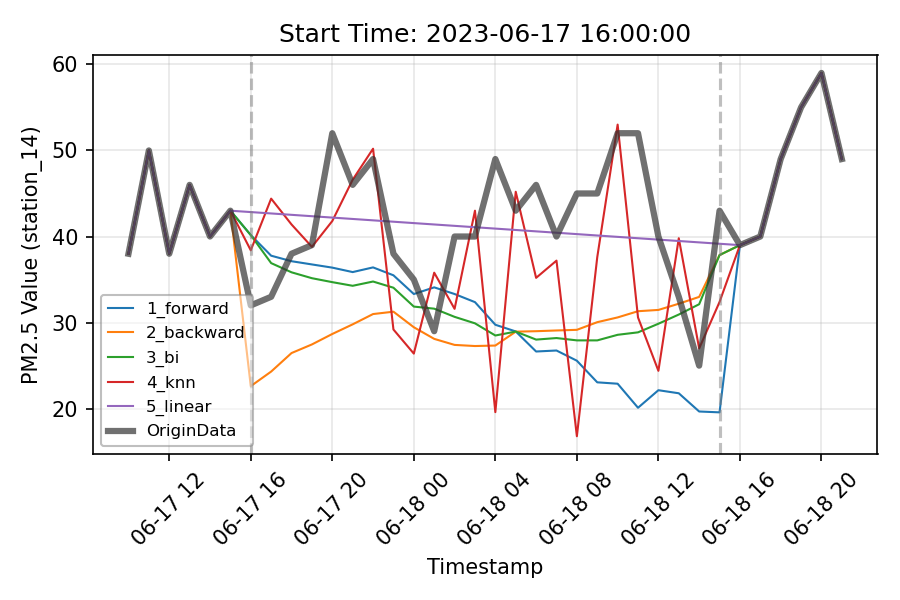 Start Time: 2023-06-17 16:00:00
PM2.5 Value (station_14)
60
50
40
30
20
1_forward
2_backward
3_bi
4_knn
5_linear
OriginData
06-17 12
06-17 16
06-17 20
06-18 00
06-18 04
06-18 08
06-18 12
06-18 16
06-18 20
Timestamp